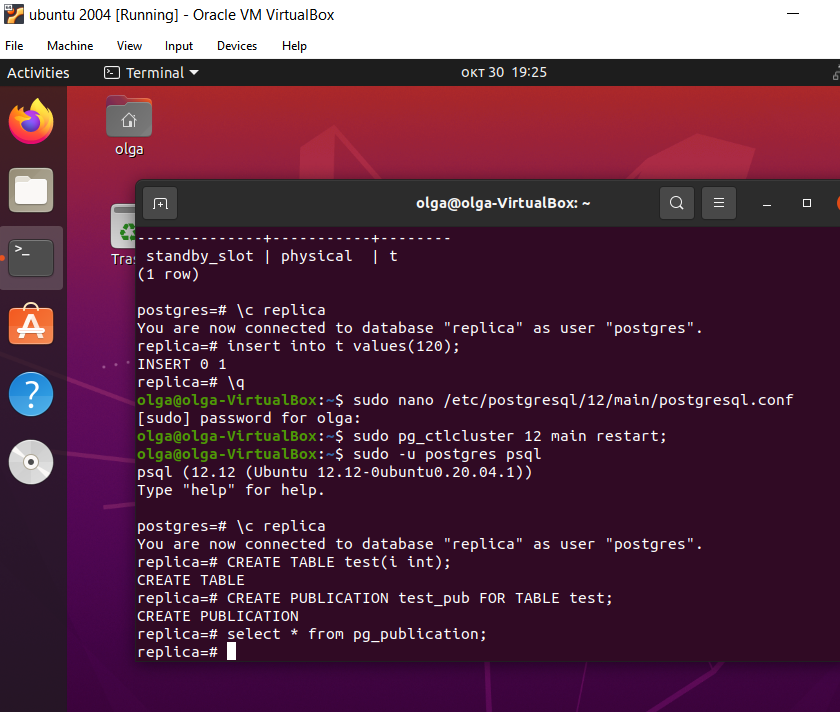 ubuntu 2004 [Running] - Oracle VM VirtualBox
File Machine View Input Devices Help
Activities Terminal окт 30 19:25
olga
olga@olga-VirtualBox: ~
Tras
--------------+-----------+--------
standby_slot | physical | t
(1 row)
postgres=# \c replica
You are now connected to database "replica" as user "postgres".
replica=# insert into t values(120);
INSERT 0 1
replica=# \q
olga@olga-VirtualBox:~$ sudo nano /etc/postgresql/12/main/postgresql.conf
[sudo] password for olga:
olga@olga-VirtualBox:~$ sudo pg_ctlcluster 12 main restart;
olga@olga-VirtualBox:~$ sudo -u postgres psql
psql (12.12 (Ubuntu 12.12-0ubuntu0.20.04.1))
Type "help" for help.
postgres=# \c replica
You are now connected to database "replica" as user "postgres".
replica=# CREATE TABLE test(i int);
CREATE TABLE
replica=# CREATE PUBLICATION test_pub FOR TABLE test;
CREATE PUBLICATION
replica=# select * from pg_publication;
replica=#